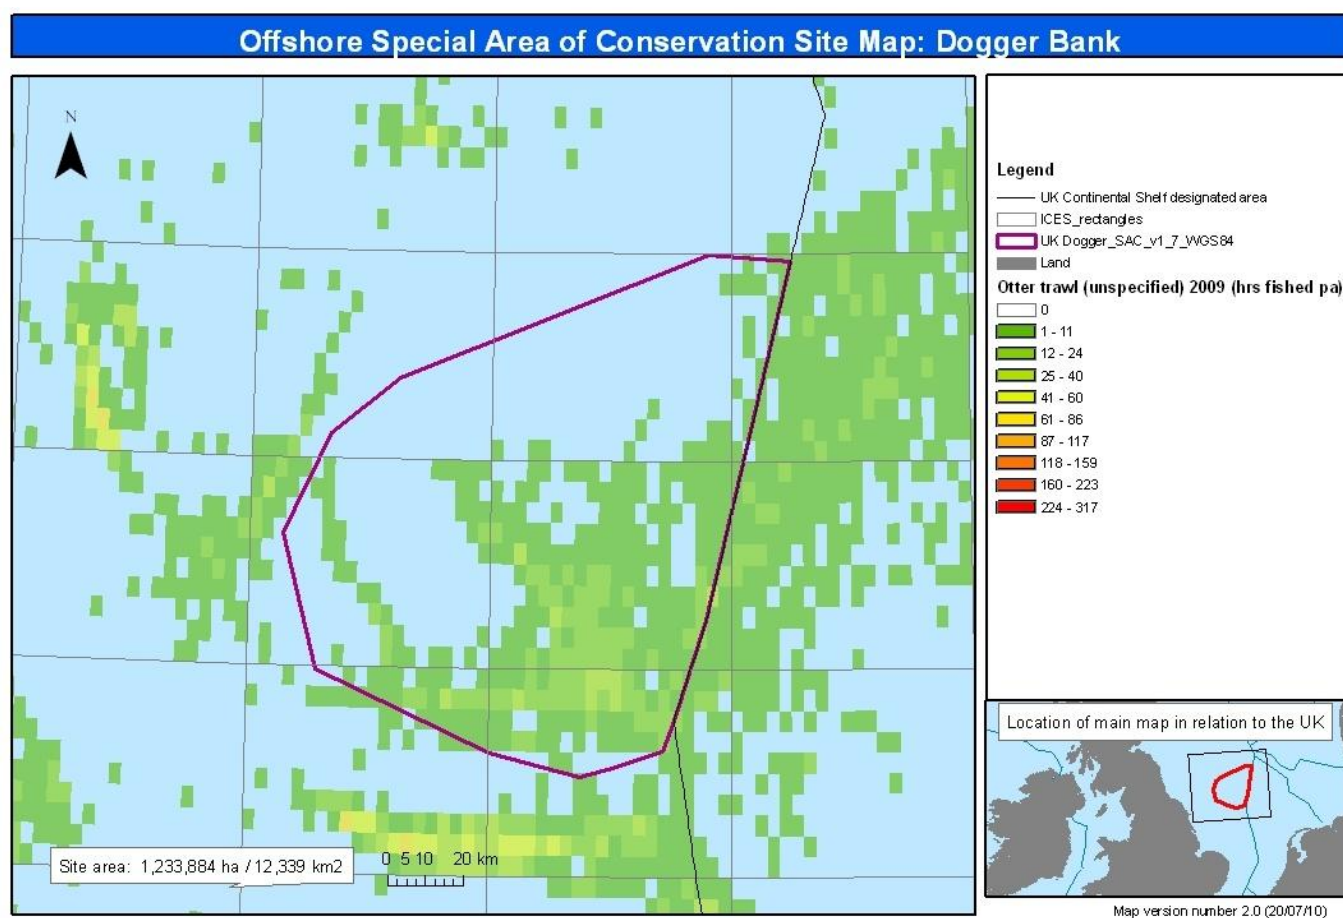 Offshore Special Area of Conservation Site Map: Dogger Bank
N
Legend
UK Continental Shelf designated area
ICES_rectangles
UK Dogger_SAC_v1_7_WGS84
Land
Otter trawl (unspecified) 2009 (hrs fished pa)
0
1 - 11
12 - 24
25 - 40
41 - 60
61 - 86
87 - 117
118 - 159
160 - 223
224 - 317
Location of main map in relation to the UK
Site area: 1,233,884 ha / 12,339 km2
0 5 10 20 km
Map version number 2.0 (20/07/10)